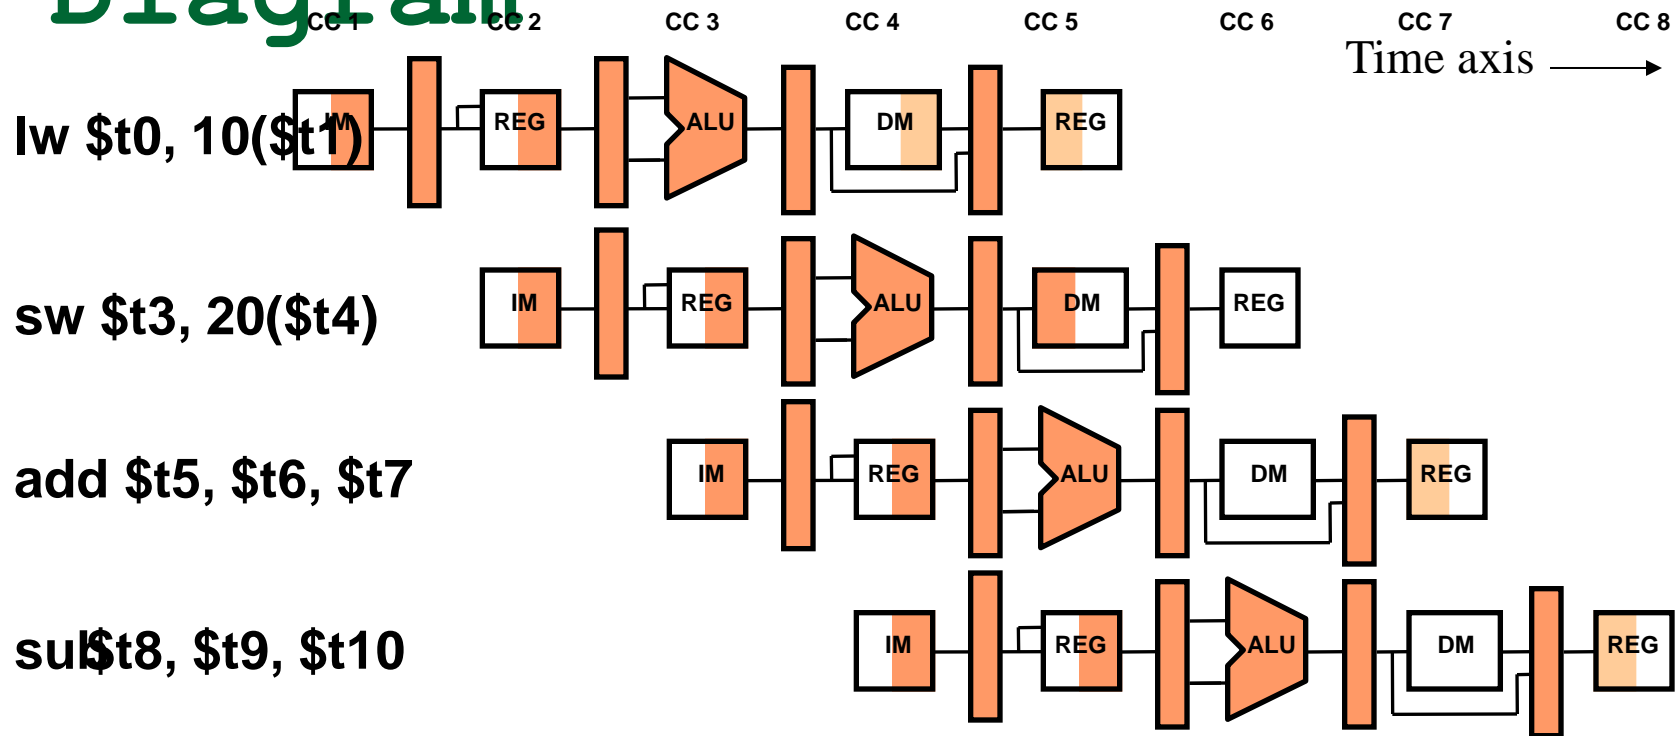 Diagram
CC 1 CC 2 CC 3 CC 4 CC 5 CC 6 CC 7 CC 8
Time axis
lw $t0, 10($t1) IM REG ALU DM REG
sw $t3, 20($t4) IM REG ALU DM REG
add $t5, $t6, $t7 IM REG ALU DM REG
sub $t8, $t9, $t10 IM REG ALU DM REG